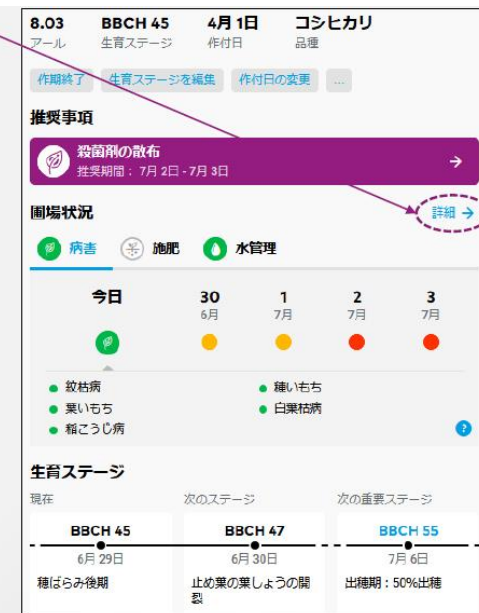 8.03 BBCH 45 4月1日 コシヒカリ
アール 生育ステージ 作付日 品種
作期終了 生育ステージを編集 作付日の変更 ...
推奨事項
殺菌剤の散布 →
推奨期間： 7月 2日 - 7月 3日
圃場状況 詳細 →
病害 施肥 水管理
今日 30 1 2 3
6月 7月 7月 7月
紋枯病 穂いもち
葉いもち 白葉枯病
稲こうじ病 ?
生育ステージ
現在 次のステージ 次の重要ステージ
BBCH 45 BBCH 47 BBCH 55
6月 29日 6月 30日 7月 6日
穂ばらみ後期 止め葉の葉しょうの開 出穂期：50%出穂
裂